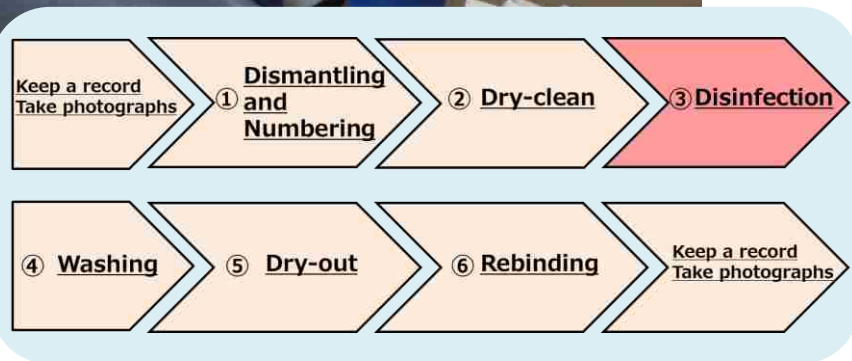 Keep a record
Take photographs
① Dismantling
and
Numbering
② Dry-clean
③Disinfection
④ Washing
⑤ Dry-out
⑥ Rebinding
Keep a record
Take photographs